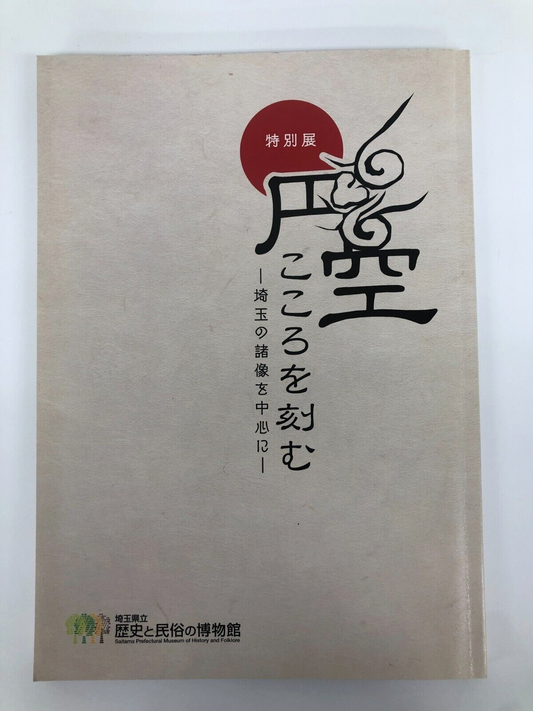 特別展
円空
こころを刻む
―埼玉の諸像を中心に―
埼玉県立
歴史と民俗の博物館
Saitama Prefectural Museum of History and Folklore